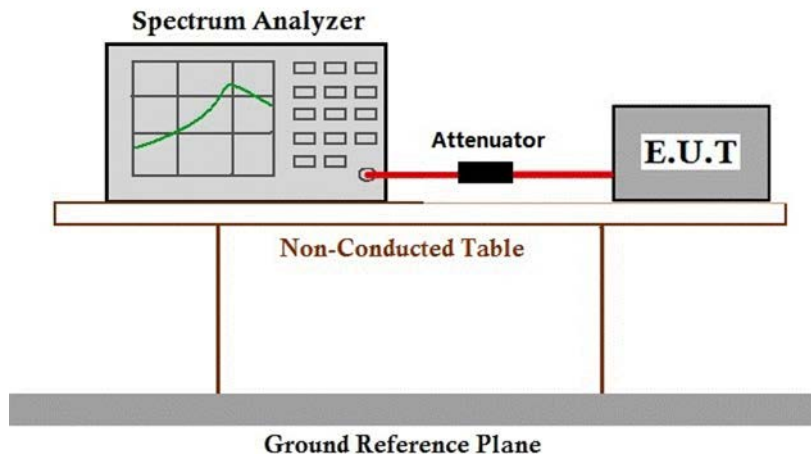 Spectrum Analyzer
Attenuator
E.U.T
Non-Conducted Table
Ground Reference Plane